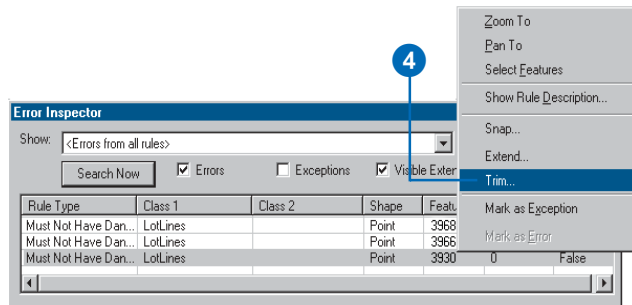 Zoom To
Pan To
Select Features
Show Rule Description...
Snap...
Extend...
Trim...
Mark as Exception
Mark as Error
4
Error Inspector
Show: <Errors from all rules>
Search Now Errors Exceptions Visible Exter
Rule Type Class 1 Class 2 Shape Featu
Must Not Have Dan... LotLines Point 3968
Must Not Have Dan... LotLines Point 3966
Must Not Have Dan... LotLines Point 3930 0 False